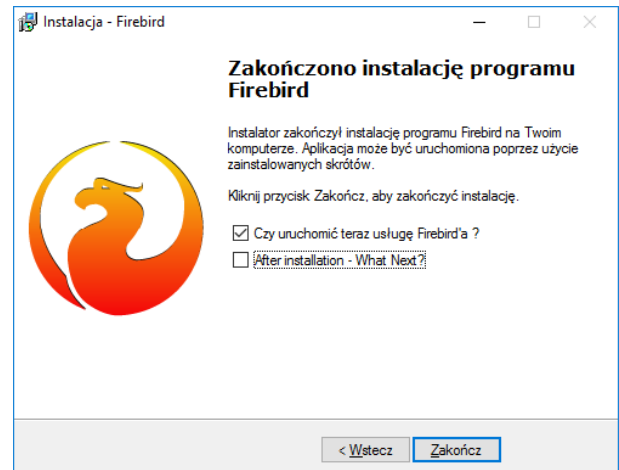 Instalacja - Firebird
Zakończono instalację programu
Firebird
Instalator zakończył instalację programu Firebird na Twoim
komputerze. Aplikacja może być uruchomiona poprzez użycie
zainstalowanych skrótów.
Kliknij przycisk Zakończ, aby zakończyć instalację.
Czy uruchomić teraz usługę Firebird'a ?
After installation - What Next?
< Wstecz
Zakończ